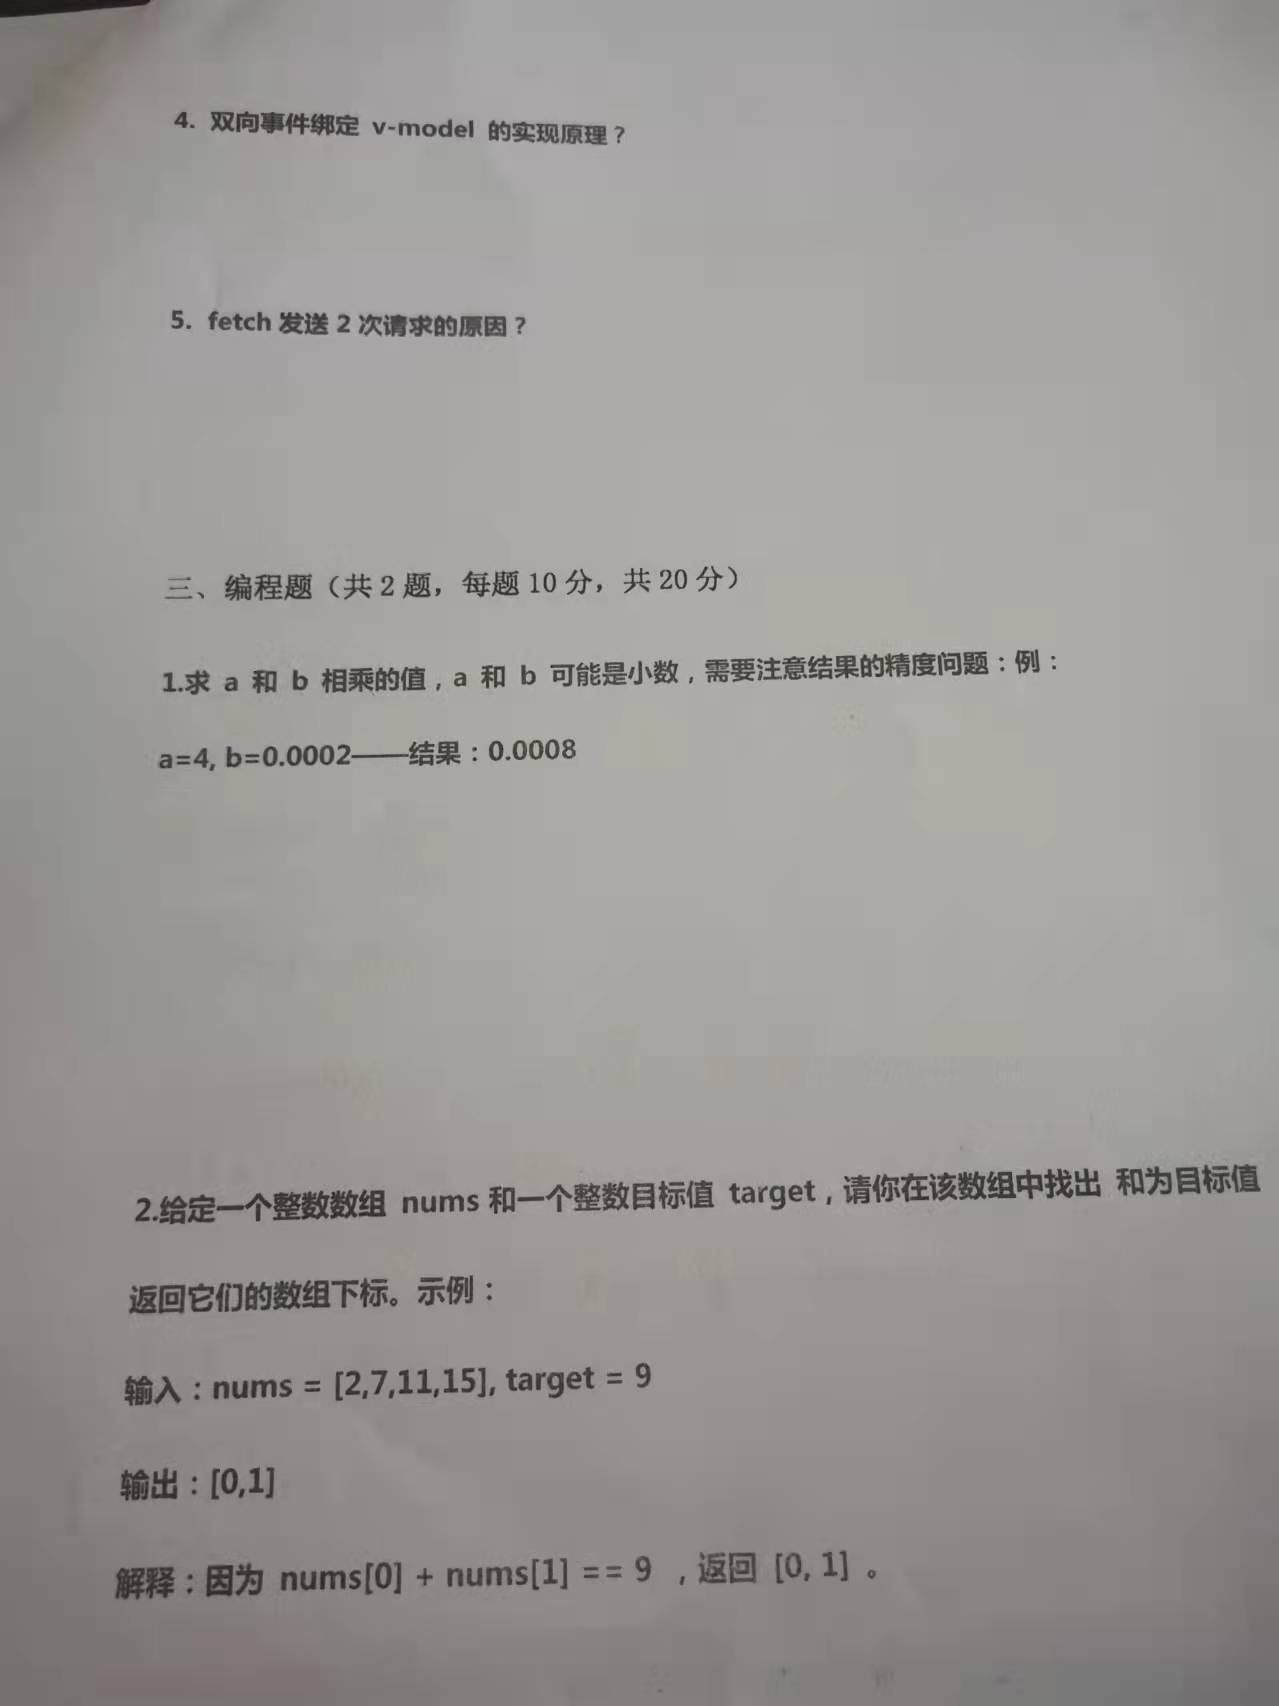 4. 双向事件绑定 v-model 的实现原理？
5. fetch 发送 2 次请求的原因？
三、编程题（共 2 题，每题 10 分，共 20 分）
1.求 a 和 b 相乘的值，a 和 b 可能是小数，需要注意结果的精度问题：例：
a=4, b=0.0002——结果：0.0008
2.给定一个整数数组 nums 和一个整数目标值 target，请你在该数组中找出 和为目标值
返回它们的数组下标。示例：
输入：nums = [2,7,11,15], target = 9
输出：[0,1]
解释：因为 nums[0] + nums[1] == 9 ，返回 [0, 1] 。